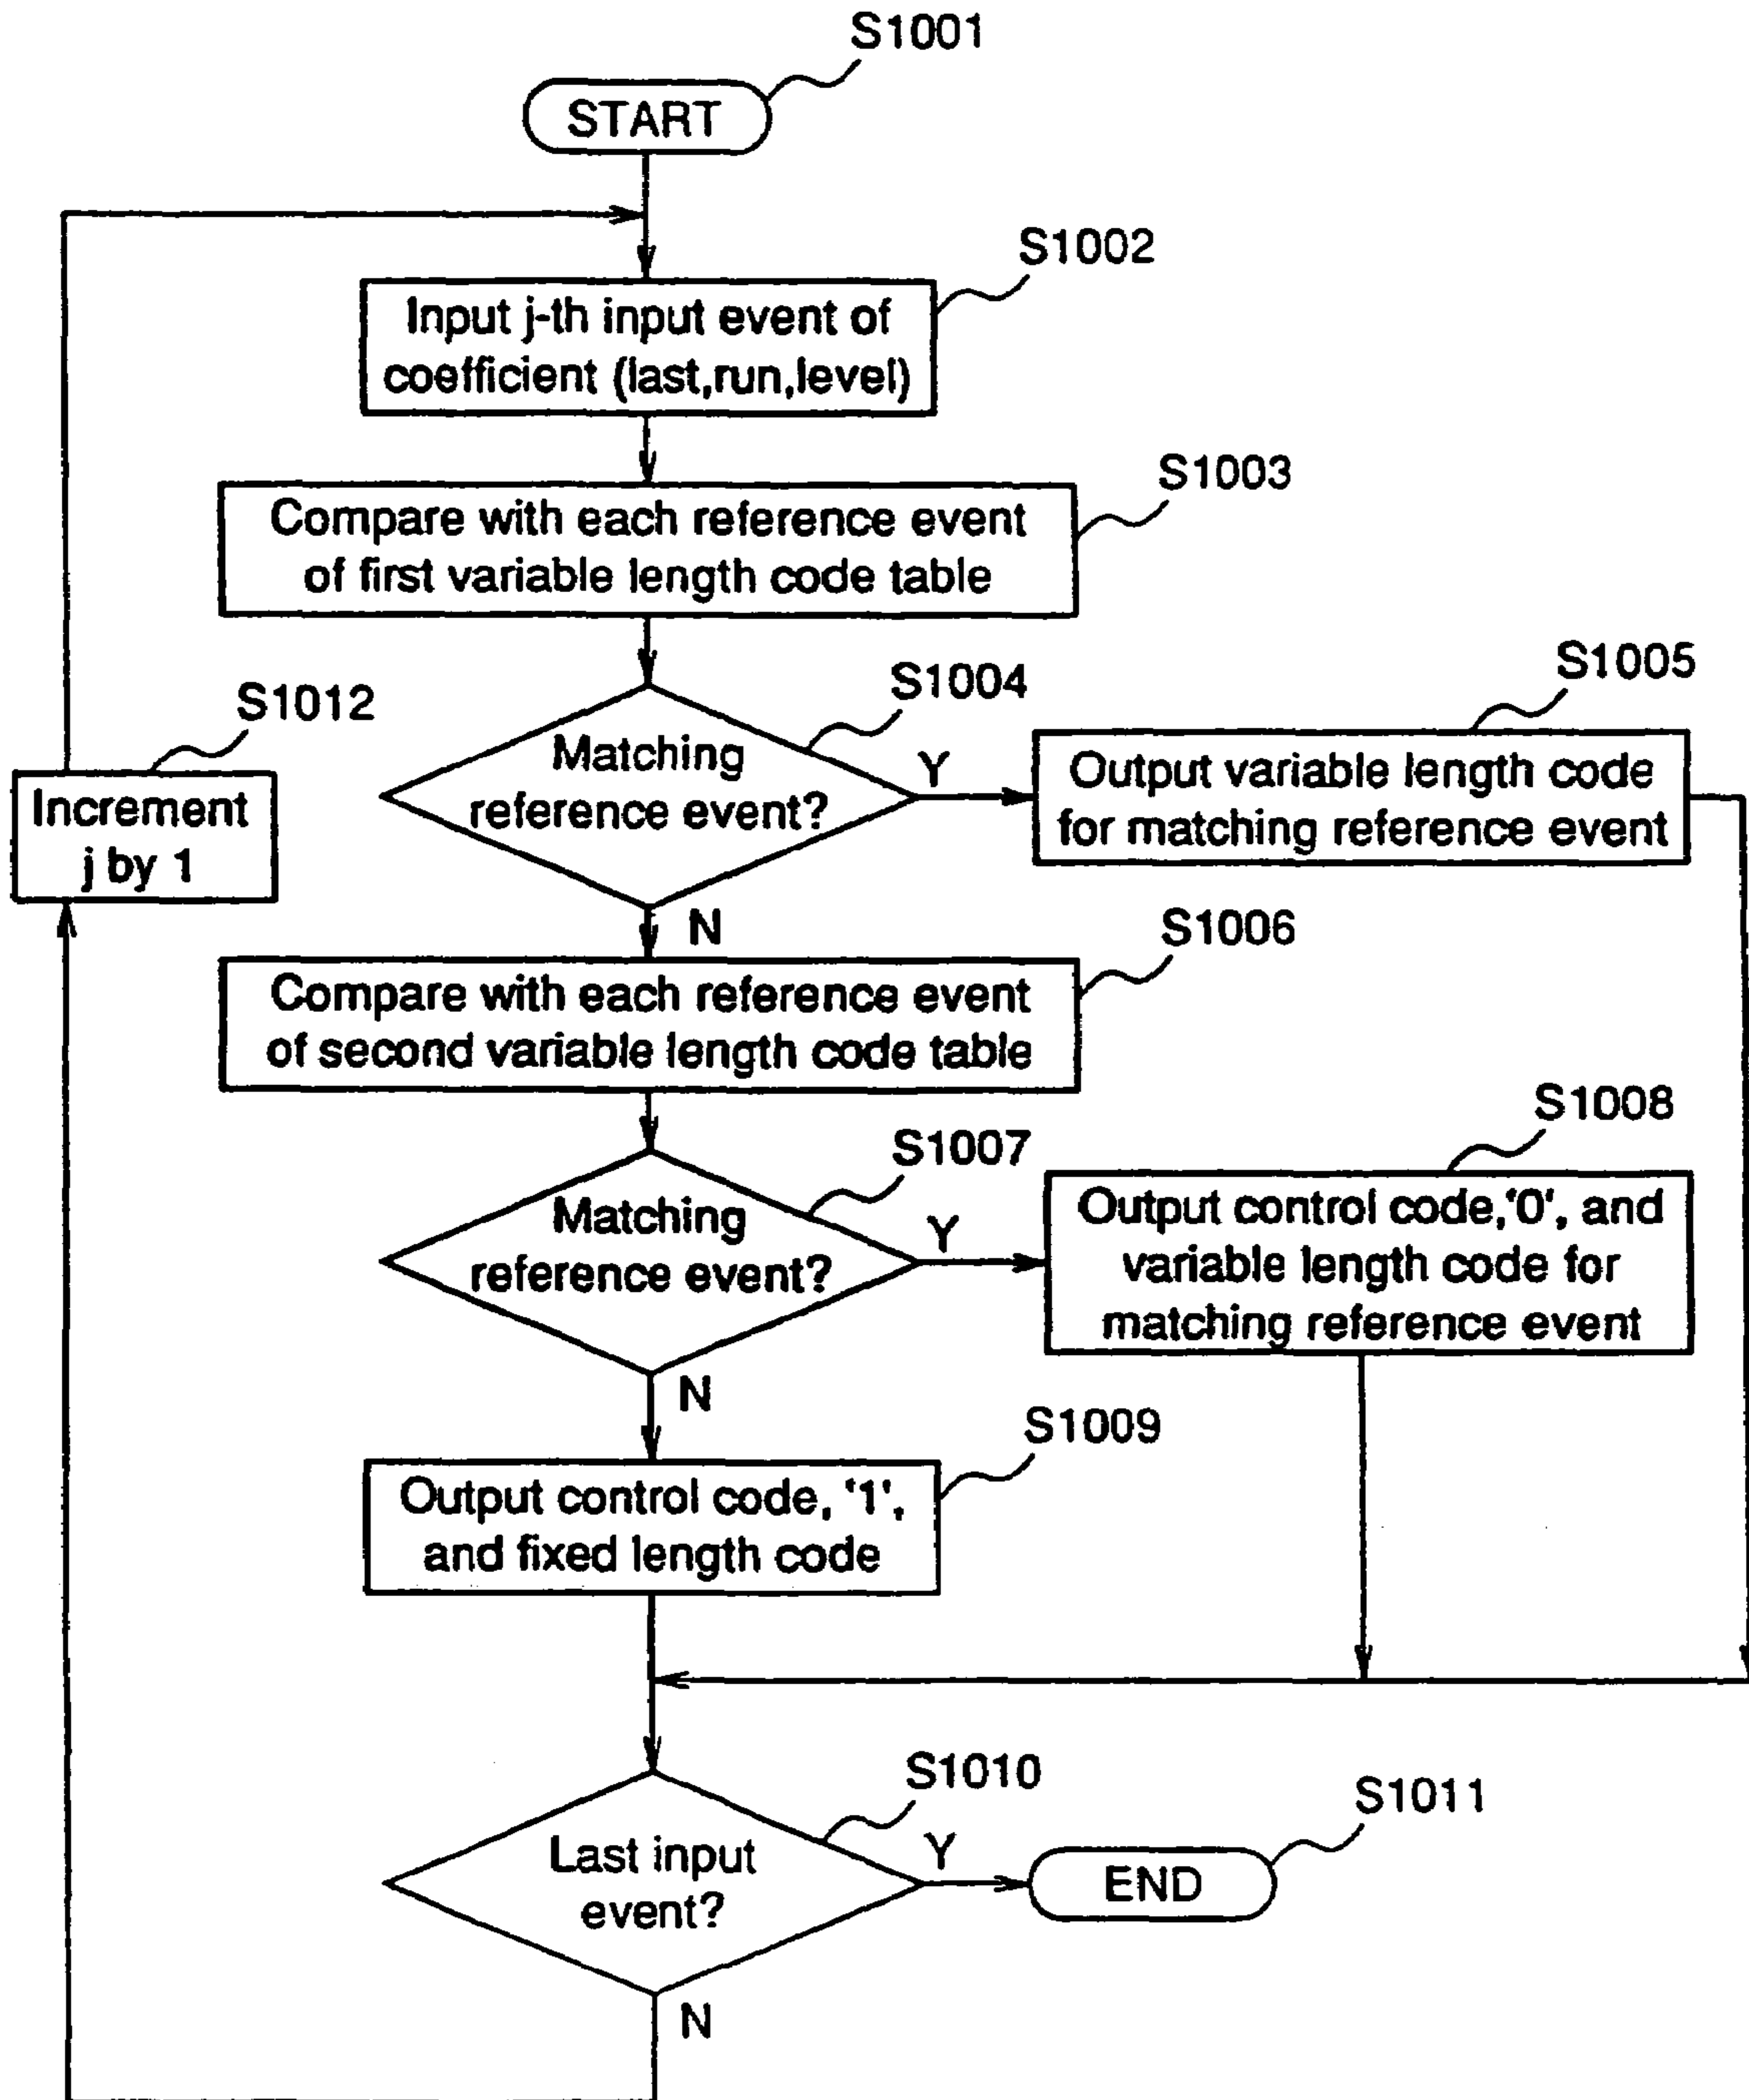 S1001
START
S1002
Input j-th input event of
coefficient (last,run,level)
S1003
Compare with each reference event
of first variable length code table
S1004
Matching
reference event?
Y
N
S1005
Output variable length code
for matching reference event
S1012
Increment
j by 1
S1006
Compare with each reference event
of second variable length code table
S1007
Matching
reference event?
Y
N
S1008
Output control code,'0', and
variable length code for
matching reference event
S1009
Output control code, '1',
and fixed length code
S1010
Last input
event?
Y
N
S1011
END